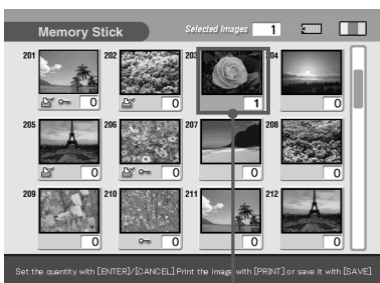 Memory Stick Selected Images 1
201 202 203 204
0 0 1 0
205 206 207 208
0 0 0 0
209 210 211 212
0 0 0 0
Set the quantity with [ENTER]/[CANCEL] Print the image with [PRINT] or save it with [SAVE]